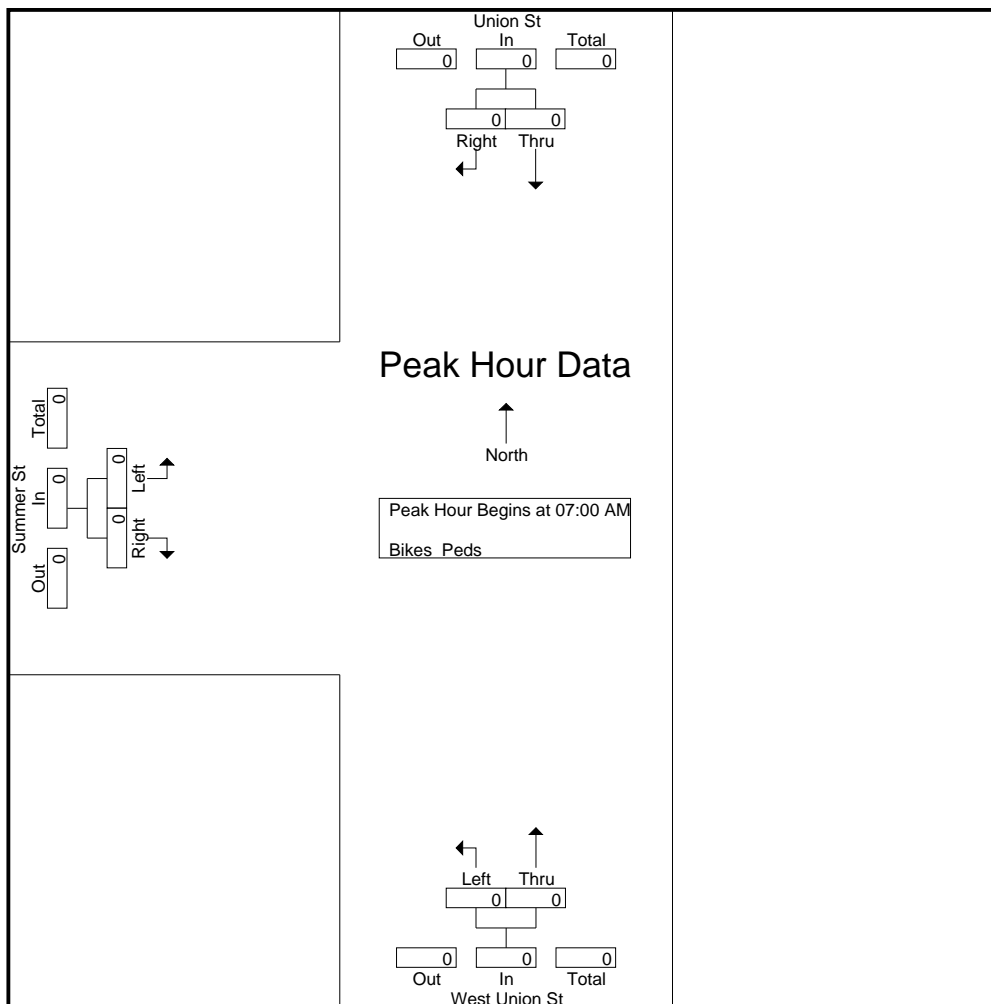 Union St
Out In Total
0 0 0
0 0
Right Thru
Peak Hour Data
North
Peak Hour Begins at 07:00 AM
Bikes Peds
Summer St
Out In Total
0 0 0
0 0
Right Left
Left Thru
0 0
0 0 0
Out In Total
West Union St